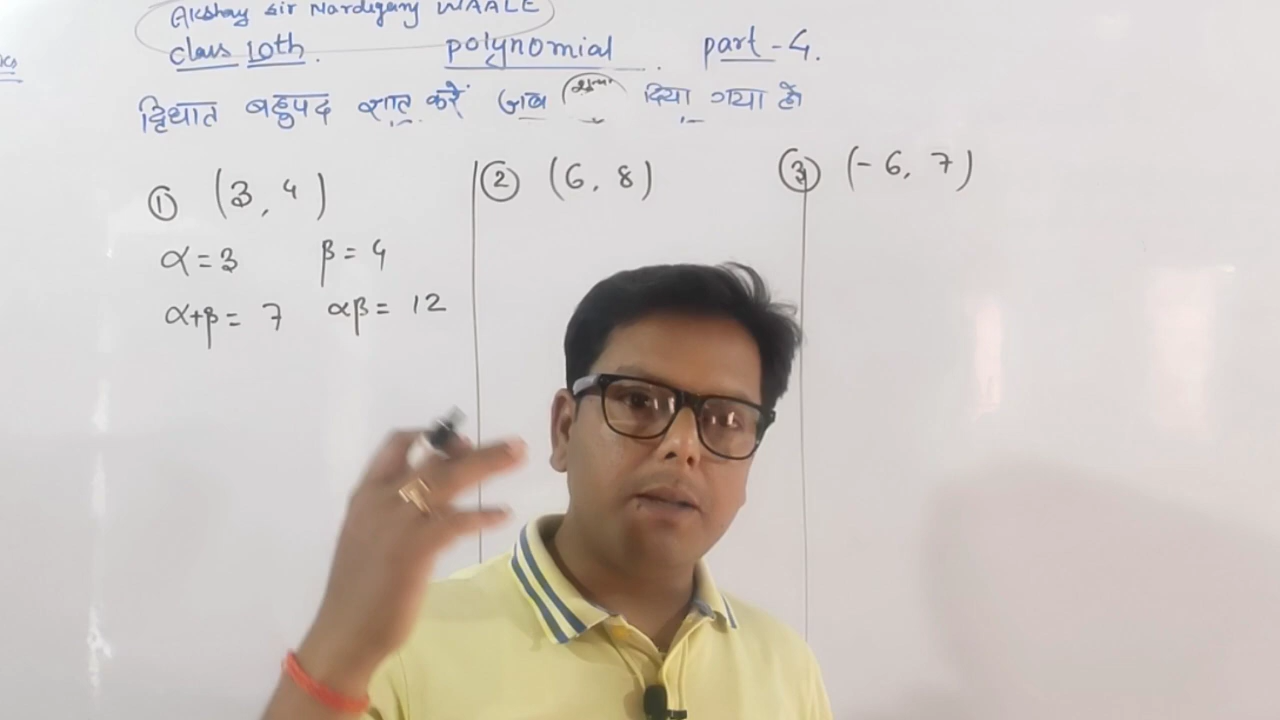 Akshay sir Nardiganj WAALE
class 10th. polynomial. part - 4.
द्विघात बहुपद ज्ञात करें जब शून्यक दिया गया हो
① (3, 4) ② (6, 8) ③ (- 6, 7)
α = 3 β = 4
α+β = 7 αβ = 12